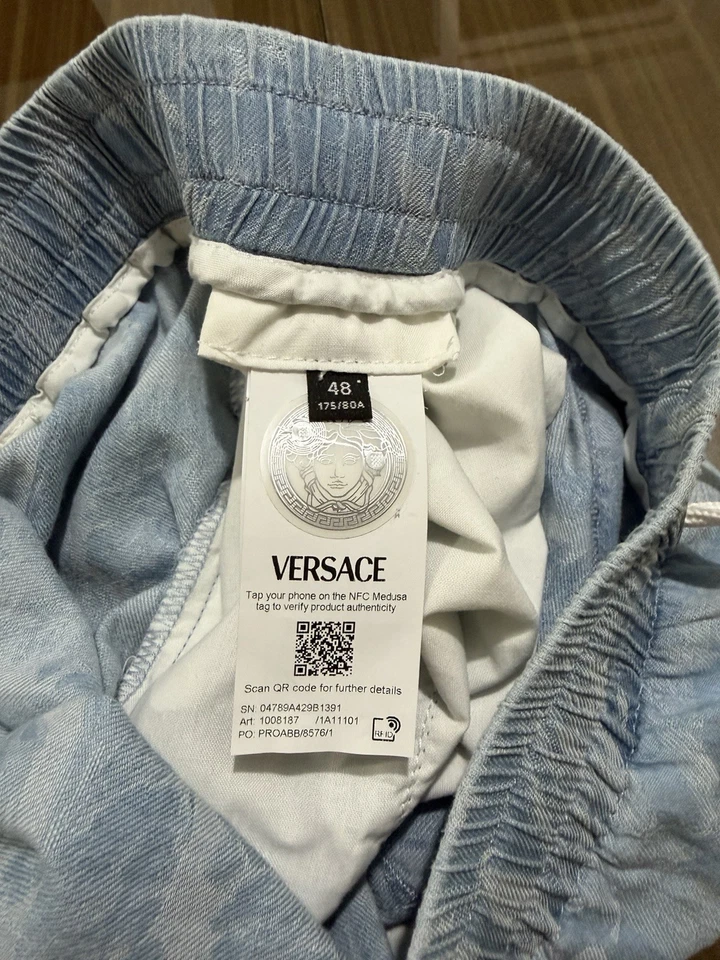 48
175/80A
VERSACE
Tap your phone on the NFC Medusa
tag to verify product authenticity
Scan QR code for further details
SN: 04789A429B1391
Art: 1008187 /1A11101
PO: PROABB/8576/1
RFID